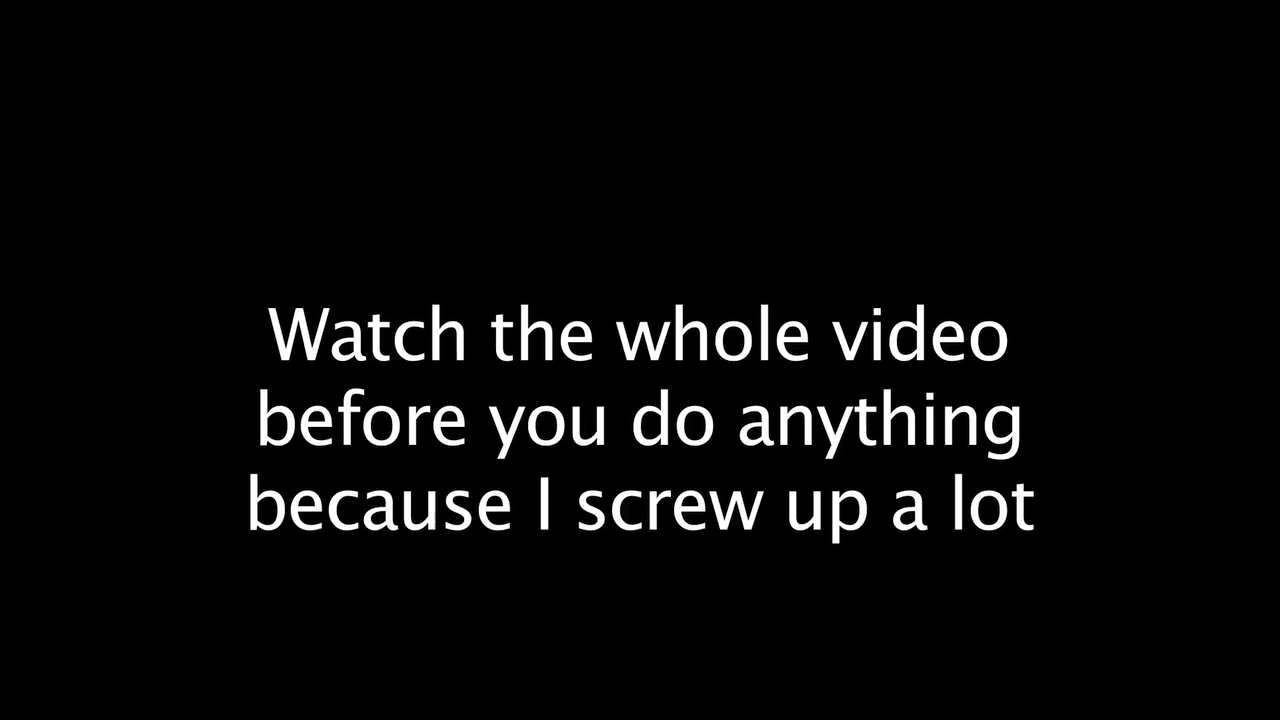 Watch the whole video
before you do anything
because I screw up a lot